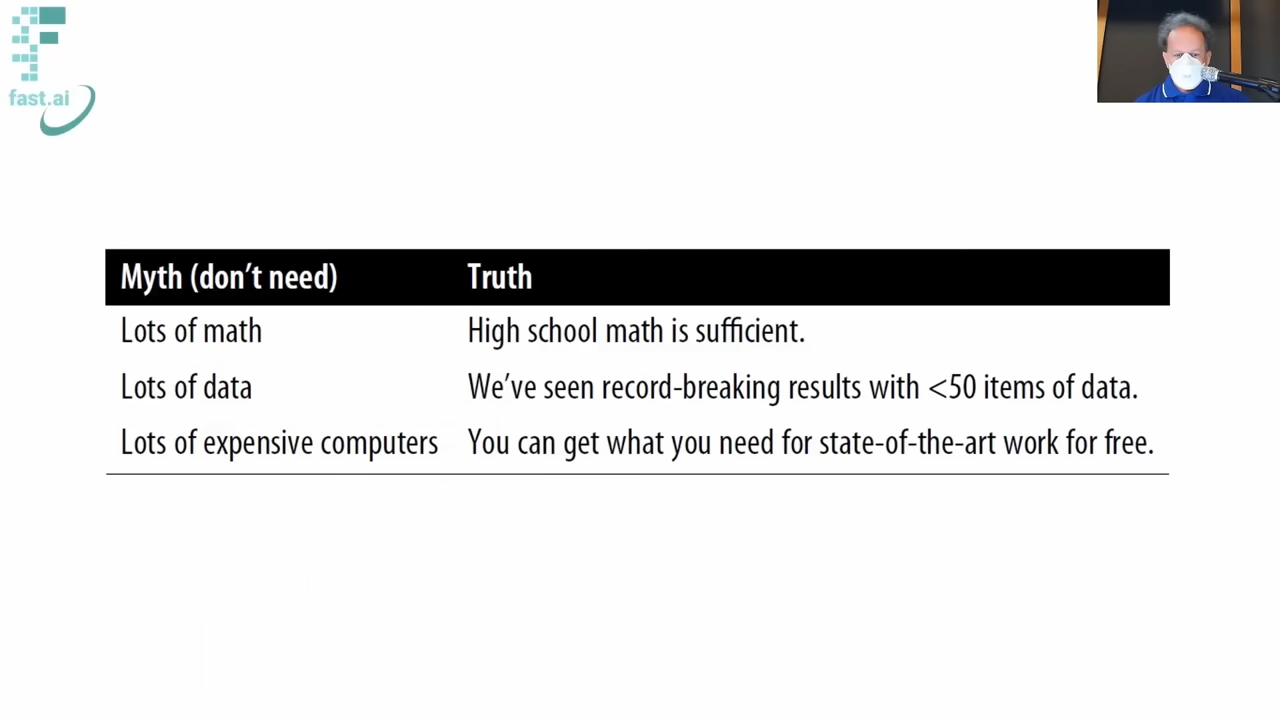 fast.ai
Myth (don't need) Truth
Lots of math High school math is sufficient.
Lots of data We've seen record-breaking results with <50 items of data.
Lots of expensive computers You can get what you need for state-of-the-art work for free.